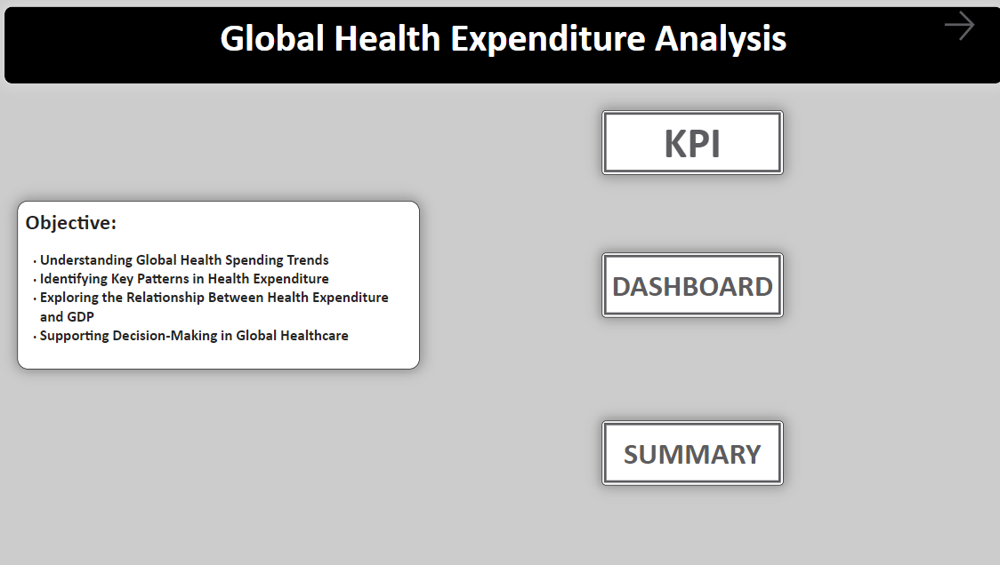 Global Health Expenditure Analysis
KPI
Objective:
· Understanding Global Health Spending Trends
· Identifying Key Patterns in Health Expenditure
· Exploring the Relationship Between Health Expenditure
and GDP
· Supporting Decision-Making in Global Healthcare
DASHBOARD
SUMMARY